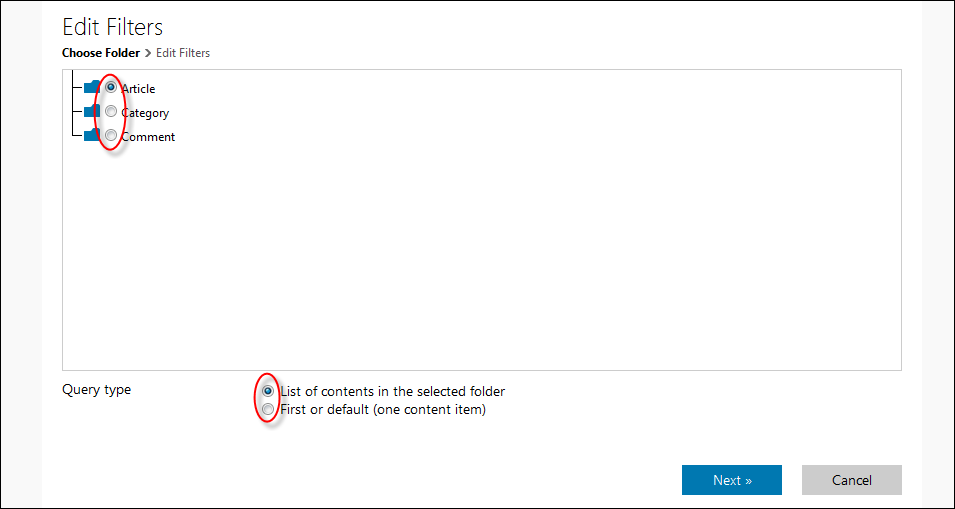 Edit Filters
Choose Folder > Edit Filters
Article
Category
Comment
Query type
List of contents in the selected folder
First or default (one content item)
Next »
Cancel